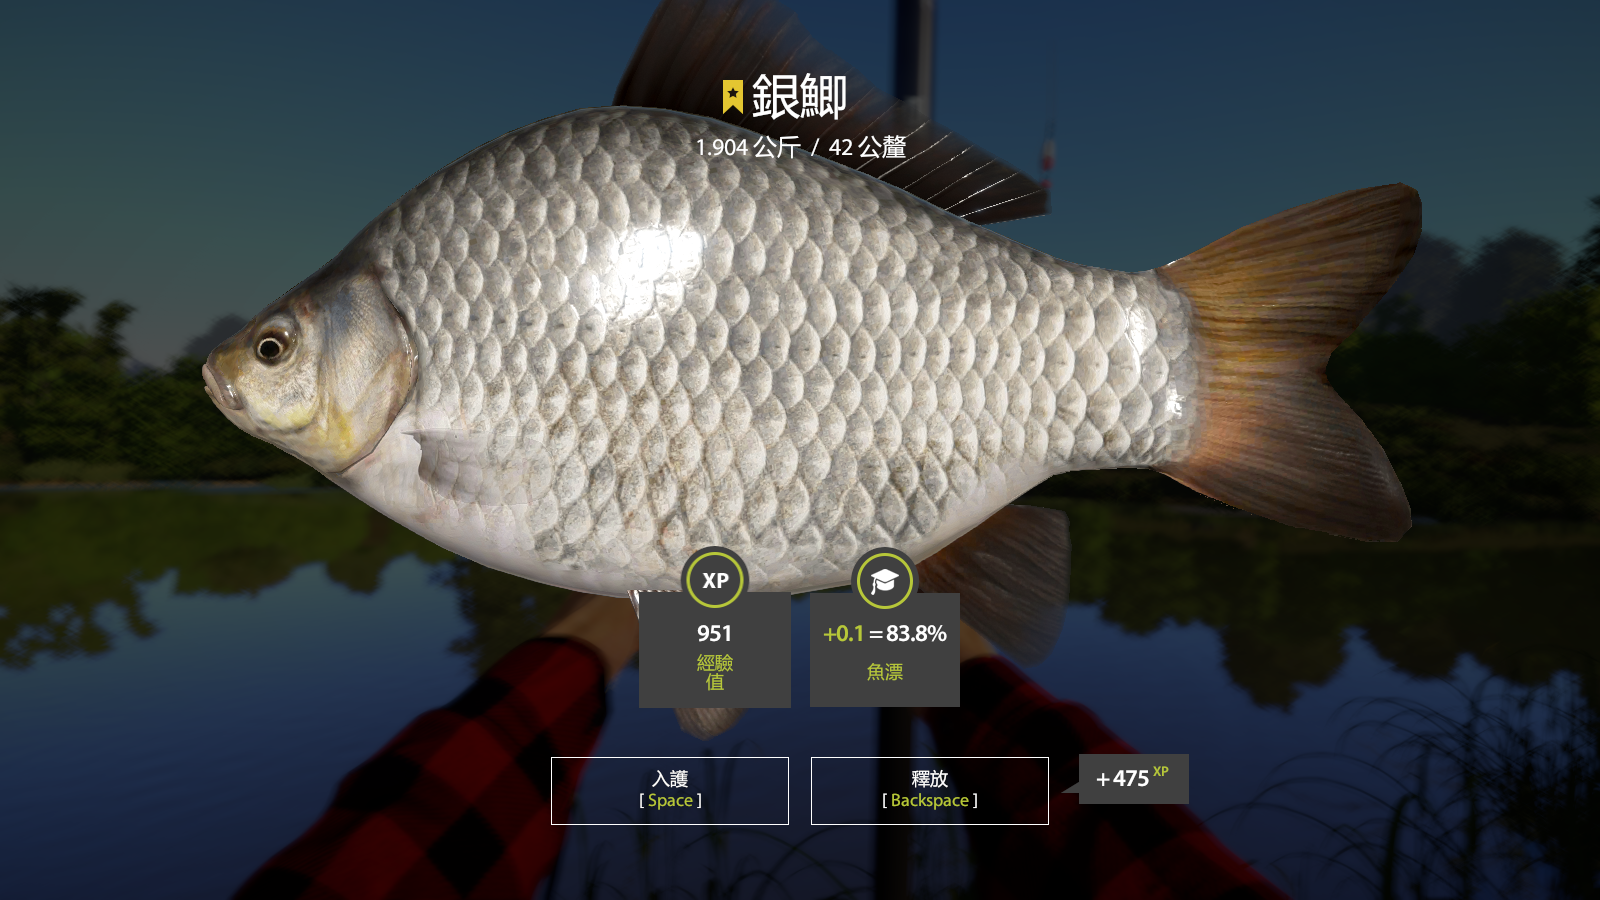 銀鯽
1.904 公斤 / 42 公釐
XP
951
經驗
值
+0.1 = 83.8%
魚漂
入護
[ Space ]
釋放
[ Backspace ]
+475 XP